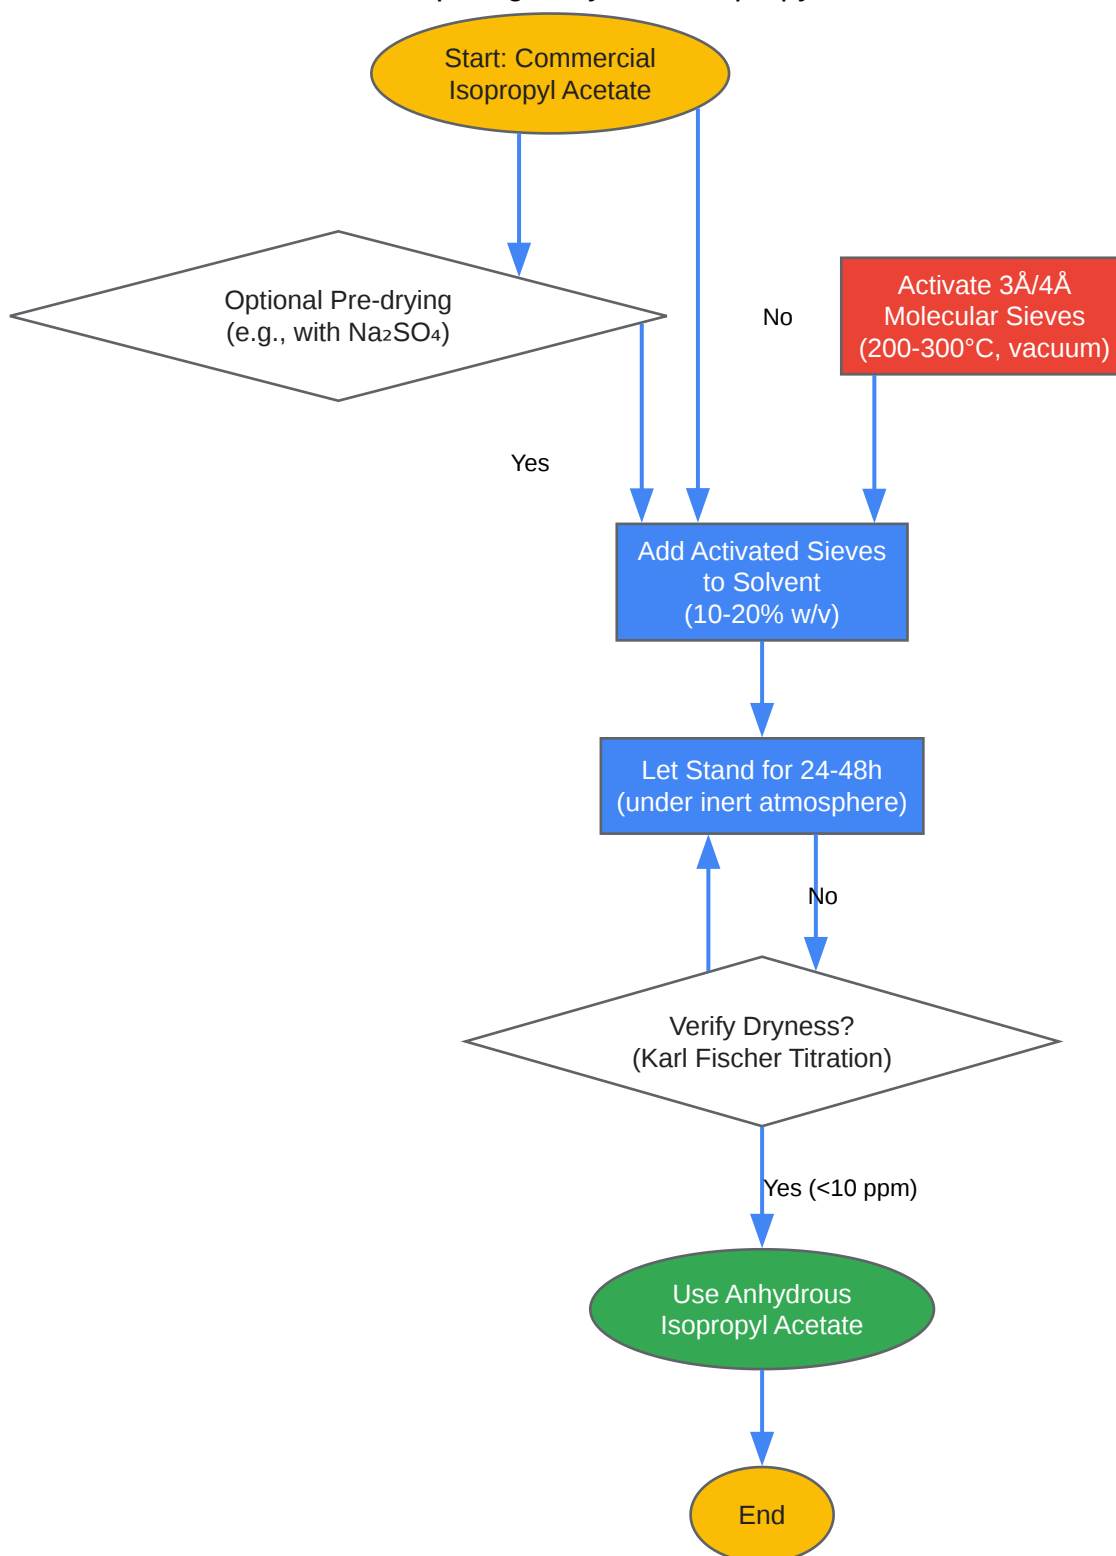 Start: Commercial
Isopropyl Acetate
Optional Pre-drying
(e.g., with Na₂SO₄)
No
Activate 3Å/4Å
Molecular Sieves
(200-300°C, vacuum)
Yes
Add Activated Sieves
to Solvent
(10-20% w/v)
Let Stand for 24-48h
(under inert atmosphere)
No
Verify Dryness?
(Karl Fischer Titration)
Yes (<10 ppm)
Use Anhydrous
Isopropyl Acetate
End